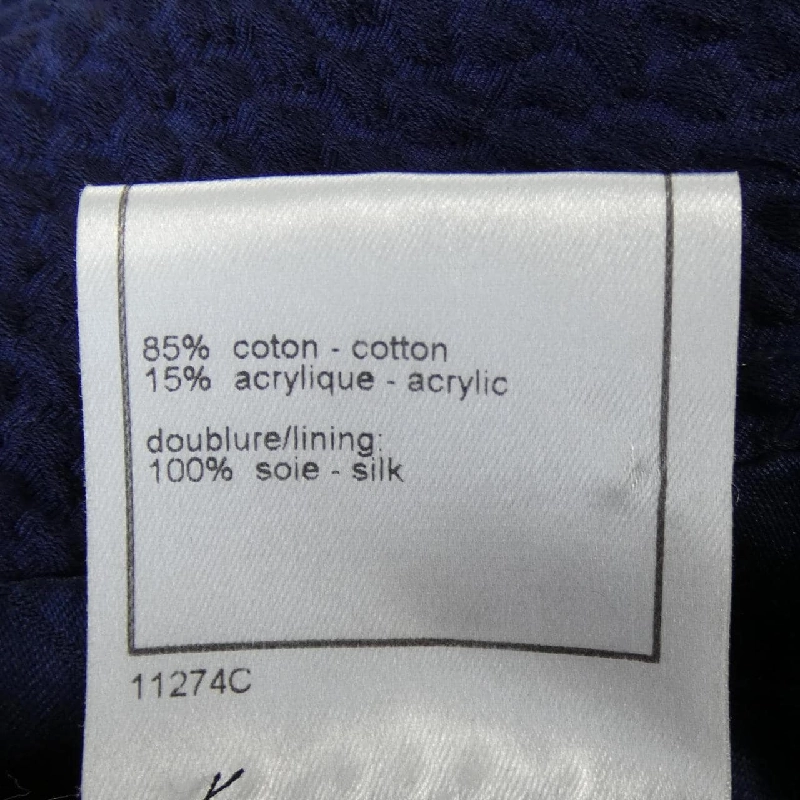 85% coton - cotton
15% acrylique - acrylic
doublure/lining:
100% soie - silk
11274C